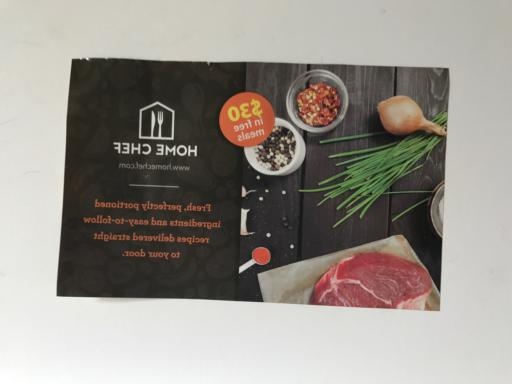 HOME CHEF
www.homechef.com
Fresh, perfectly portioned
ingredients and easy-to-follow
recipes delivered straight
to your door.
$30
in free
meals